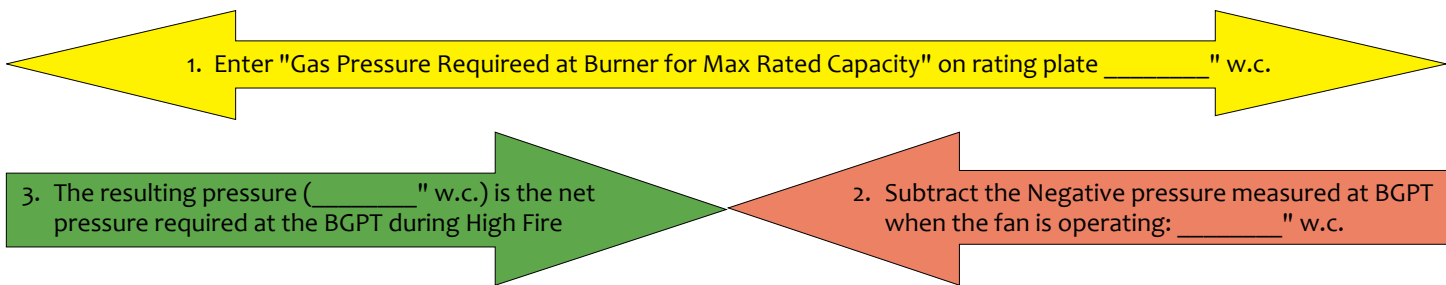 1. Enter "Gas Pressure Requireed at Burner for Max Rated Capacity" on rating plate ________" w.c.
3. The resulting pressure (________" w.c.) is the net
pressure required at the BGPT during High Fire
2. Subtract the Negative pressure measured at BGPT
when the fan is operating: ________" w.c.